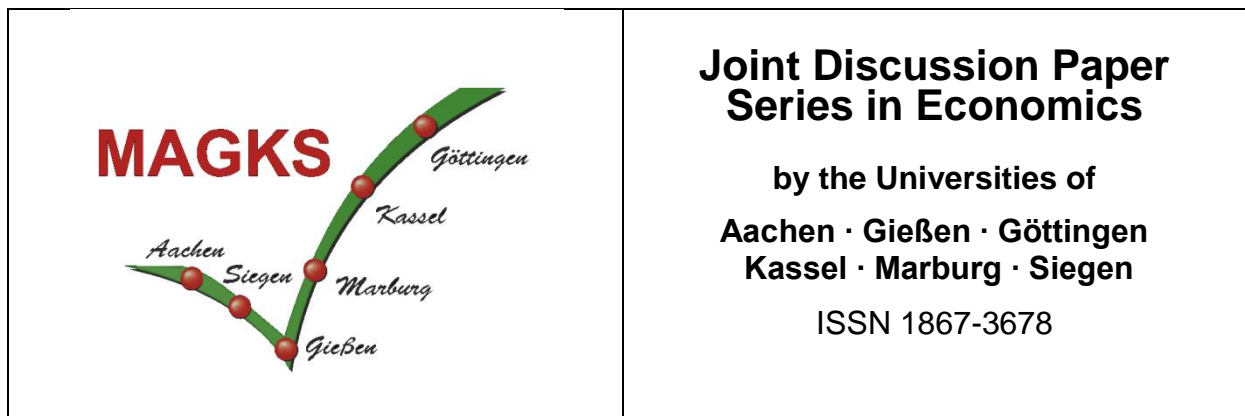 MAGKS
Göttingen
Kassel
Aachen
Siegen
Marburg
Gießen
Joint Discussion Paper
Series in Economics
by the Universities of
Aachen · Gießen · Göttingen
Kassel · Marburg · Siegen
ISSN 1867-3678